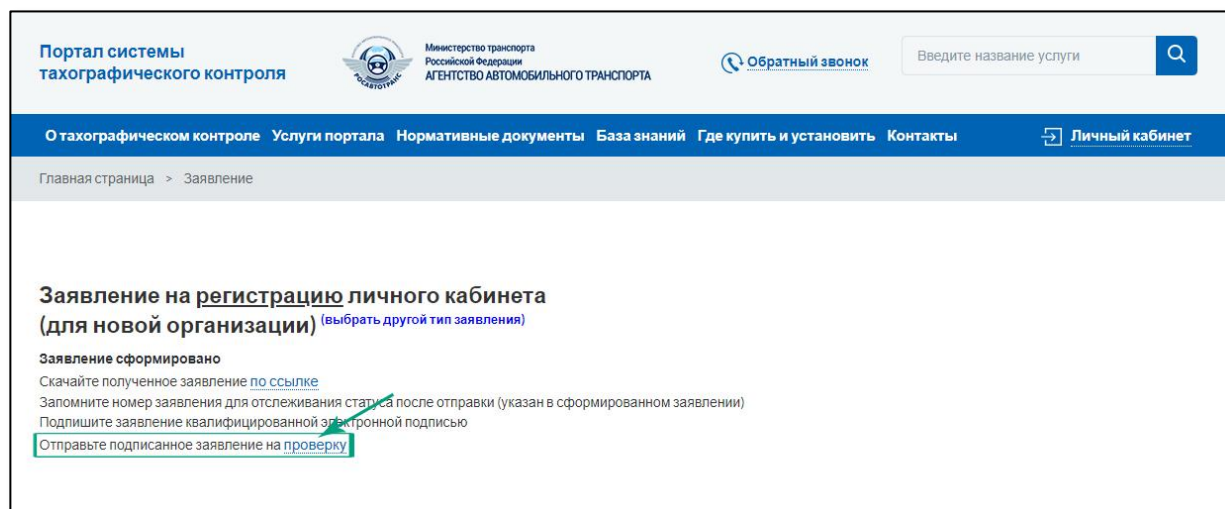 Портал системы
тахографического контроля
РОСАВТОТРАНС
Министерство транспорта
Российской Федерации
АГЕНТСТВО АВТОМОБИЛЬНОГО ТРАНСПОРТА
Обратный звонок
Введите название услуги
О тахографическом контроле Услуги портала Нормативные документы База знаний Где купить и установить Контакты Личный кабинет
Главная страница > Заявление
Заявление на регистрацию личного кабинета
(для новой организации) (выбрать другой тип заявления)
Заявление сформировано
Скачайте полученное заявление по ссылке
Запомните номер заявления для отслеживания статуса после отправки (указан в сформированном заявлении)
Подпишите заявление квалифицированной электронной подписью
Отправьте подписанное заявление на проверку